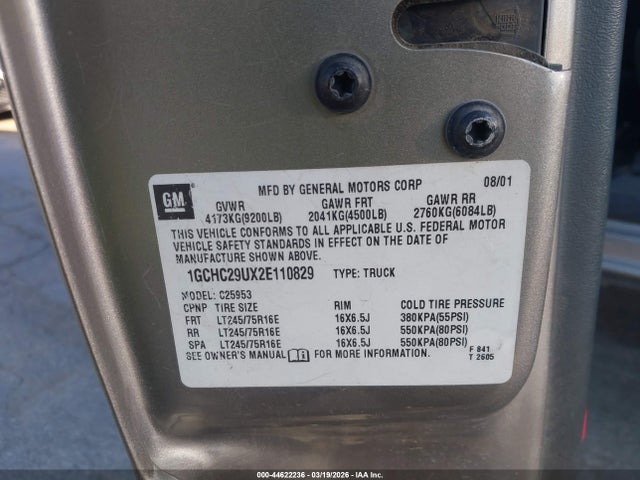 GM
MFD BY GENERAL MOTORS CORP 08/01
GVWR GAWR FRT GAWR RR
4173KG(9200LB) 2041KG(4500LB) 2760KG(6084LB)
THIS VEHICLE CONFORMS TO ALL APPLICABLE U.S. FEDERAL MOTOR
VEHICLE SAFETY STANDARDS IN EFFECT ON THE DATE OF
MANUFACTURE SHOWN ABOVE.
1GCHC29UX2E110829 TYPE: TRUCK
MODEL: C25953
CPNP TIRE SIZE RIM COLD TIRE PRESSURE
FRT LT245/75R16E 16X6.5J 380KPA(55PSI)
RR LT245/75R16E 16X6.5J 550KPA(80PSI)
SPA LT245/75R16E 16X6.5J 550KPA(80PSI)
SEE OWNER'S MANUAL FOR MORE INFORMATION.
F 841
T 2605
000-44622236 - 03/19/2026 - IAA Inc.